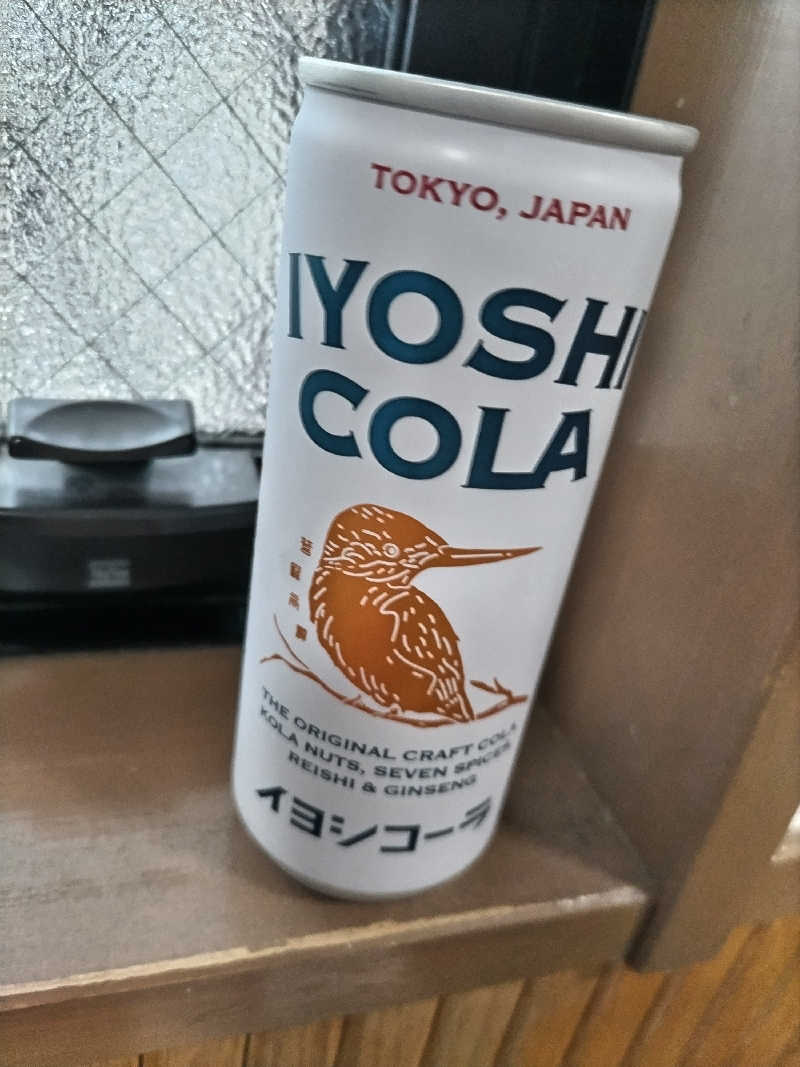 TOKYO, JAPAN
IYOSHI
COLA
THE ORIGINAL CRAFT COLA
KOLA NUTS, SEVEN SPICES,
REISHI & GINSENG
イヨシコーラ